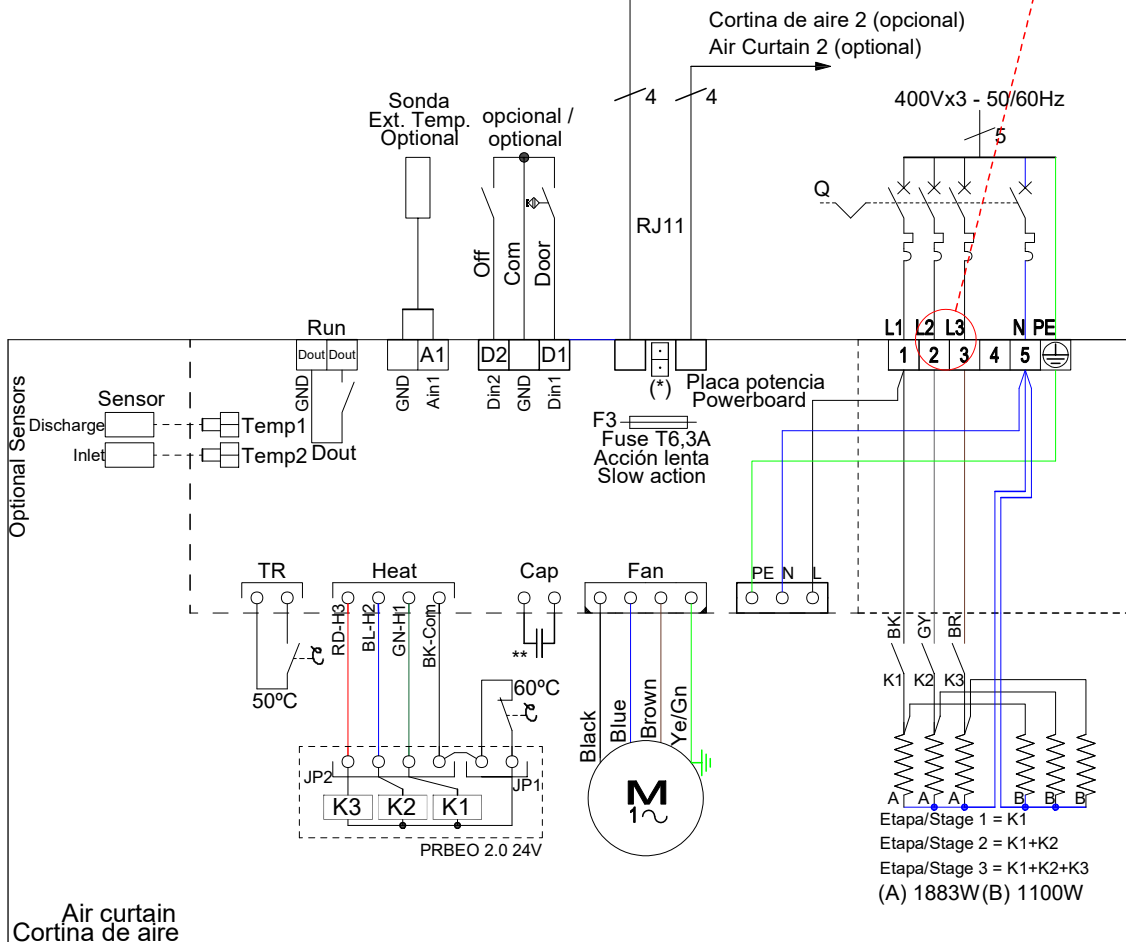 Cortina de aire 2 (opcional)
Air Curtain 2 (optional)
4
4
400Vx3 - 50/60Hz
5
Sonda
Ext. Temp.
Optional
opcional /
optional
Q
RJ11
Off
Com
Door
Run
L1
L2
L3
N
PE
Dout
Dout
A1
D2
D1
1
2
3
4
5
GND
GND
Ain1
Din2
GND
Din1
(*)
Placa potencia
Powerboard
Optional Sensors
Sensor
Discharge
Temp1
Inlet
Temp2
Dout
F3
Fuse T6,3A
Acción lenta
Slow action
TR
Heat
Cap
Fan
PE
N
L
RD-H3
BL-H2
GN-H1
BK-Com
**
BK
GY
BR
50ºC
60ºC
K1
K2
K3
Black
Blue
Brown
Ye/Gn
JP2
JP1
K3
K2
K1
M
1~
PRBEO 2.0 24V
A
A
A
B
B
B
Etapa/Stage 1 = K1
Etapa/Stage 2 = K1+K2
Etapa/Stage 3 = K1+K2+K3
(A) 1883W(B) 1100W
Air curtain
Cortina de aire